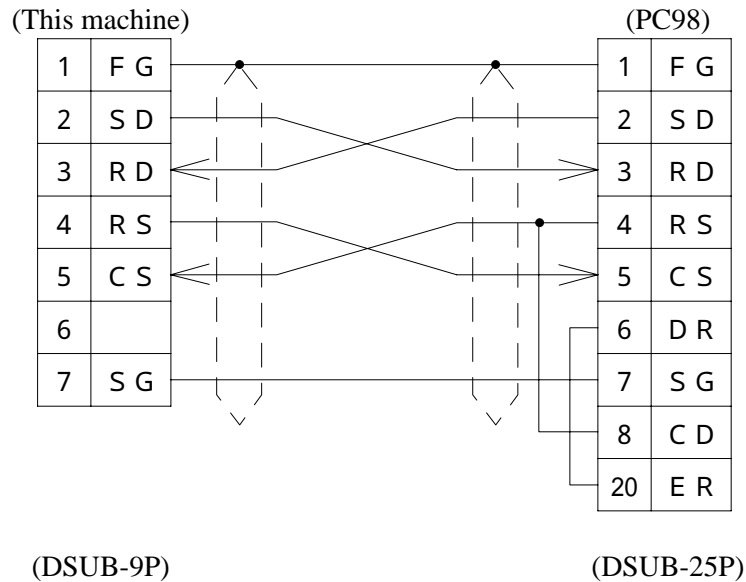 (This machine) (PC98)
1 F G 1 F G
2 S D 2 S D
3 R D 3 R D
4 R S 4 R S
5 C S 5 C S
6 6 D R
7 S G 7 S G
8 C D
20 E R
(DSUB-9P) (DSUB-25P)